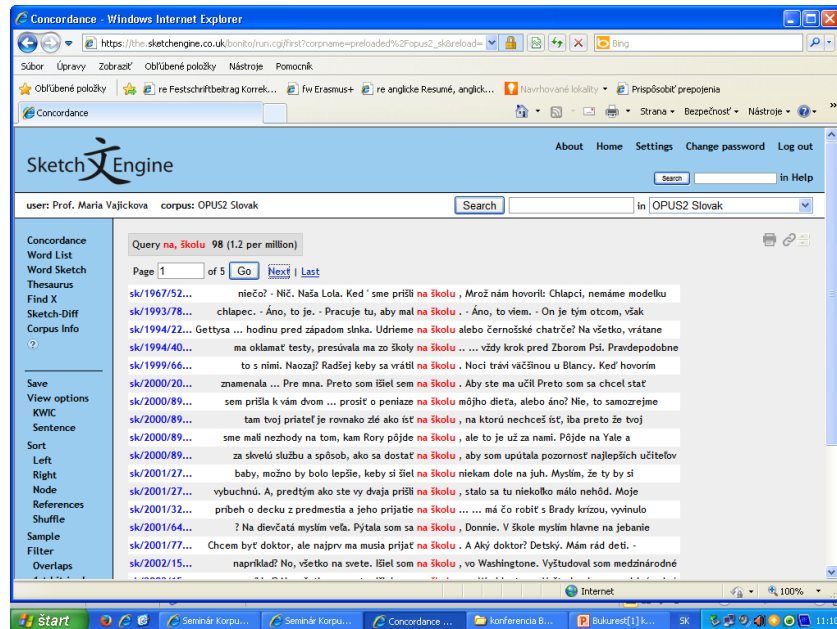 Concordance - Windows Internet Explorer
https://the.sketchengine.co.uk/bonito/run.cgi/first?corpname=preloaded%2Fopus2_sk&reload=
Bing
Súbor Úpravy Zobraziť Obľúbené položky Nástroje Pomocník
Obľúbené položky re Festschriftbeitrag Korrek... fw Erasmus+ re anglicke Resumé, anglick... Navrhované lokality Prispôsobiť prepojenia
Concordance Strana Bezpečnosť Nástroje
About Home Settings Change password Log out
Sketch Engine
Search in Help
user: Prof. Maria Vajickova corpus: OPUS2 Slovak Search in OPUS2 Slovak
Concordance
Word List
Word Sketch
Thesaurus
Find X
Sketch-Diff
Corpus Info
?
Save
View options
KWIC
Sentence
Sort
Left
Right
Node
References
Shuffle
Sample
Filter
Overlaps
Query na, školu 98 (1.2 per million)
Page 1 of 5 Go Next | Last
sk/1967/52... niečo? - Nič. Naša Lola. Keď ' sme prišli na školu , Mrož nám hovoril: Chlapci, nemáme modelku
sk/1993/78... chlapec. - Áno, to je. - Pracuje tu, aby mal na školu . - Áno, to viem. - On je tým otcom, však
sk/1994/22... Gettysa ... hodinu pred západom slnka. Udrieme na školu alebo černošské chatrče? Na všetko, vrátane
sk/1994/40... ma oklamať testy, presúvala ma zo školy na školu .. ... vždy krok pred Zborom Psi. Pravdepodobne
sk/1999/66... to s nimi. Naozaj? Radšej keby sa vrátil na školu . Noci trávi väčšinou u Blancy. Keď hovorím
sk/2000/20... znamenala ... Pre mna. Preto som išiel sem na školu . Aby ste ma učil Preto som sa chcel stať
sk/2000/89... sem prišla k vám dvom ... prosiť o peniaze na školu môjho dieťa, alebo áno? Nie, to samozrejme
sk/2000/89... tam tvoj priateľ je rovnako zlé ako ísť na školu , na ktorú nechceš ísť, iba preto že tvoj
sk/2000/89... sme mali nezhody na tom, kam Rory pôjde na školu , ale to je už za nami. Pôjde na Yale a
sk/2000/89... za skvelú službu a spôsob, ako sa dostať na školu , aby som upútala pozornosť najlepších učiteľov
sk/2001/27... baby, možno by bolo lepšie, keby si šiel na školu niekam dole na juh. Myslím, že ty by si
sk/2001/27... vybuchnú. A, predtým ako ste vy dvaja prišli na školu , stalo sa tu niekoľko málo nehôd. Moje
sk/2001/32... príbeh o decku z predmestia a jeho prijatie na školu ... ... má čo robiť s Brady krízou, vyvinulo
sk/2001/64... ? Na dievčatá myslím veľa. Pýtala som sa na školu , Donnie. V škole myslím hlavne na jebanie
sk/2001/77... Chcem byť doktor, ale najprv ma musia prijať na školu . A Aký doktor? Detský. Mám rád deti. -
sk/2002/15... napríklad? No, všetko na svete. Išiel som na školu , vo Washingtone. Vyštudoval som medzinárodné
Internet 100%
štart Seminár Korpu... Seminár Korpu... Concordance ... konferencia B... Bukurest[1] k... SK 11:10